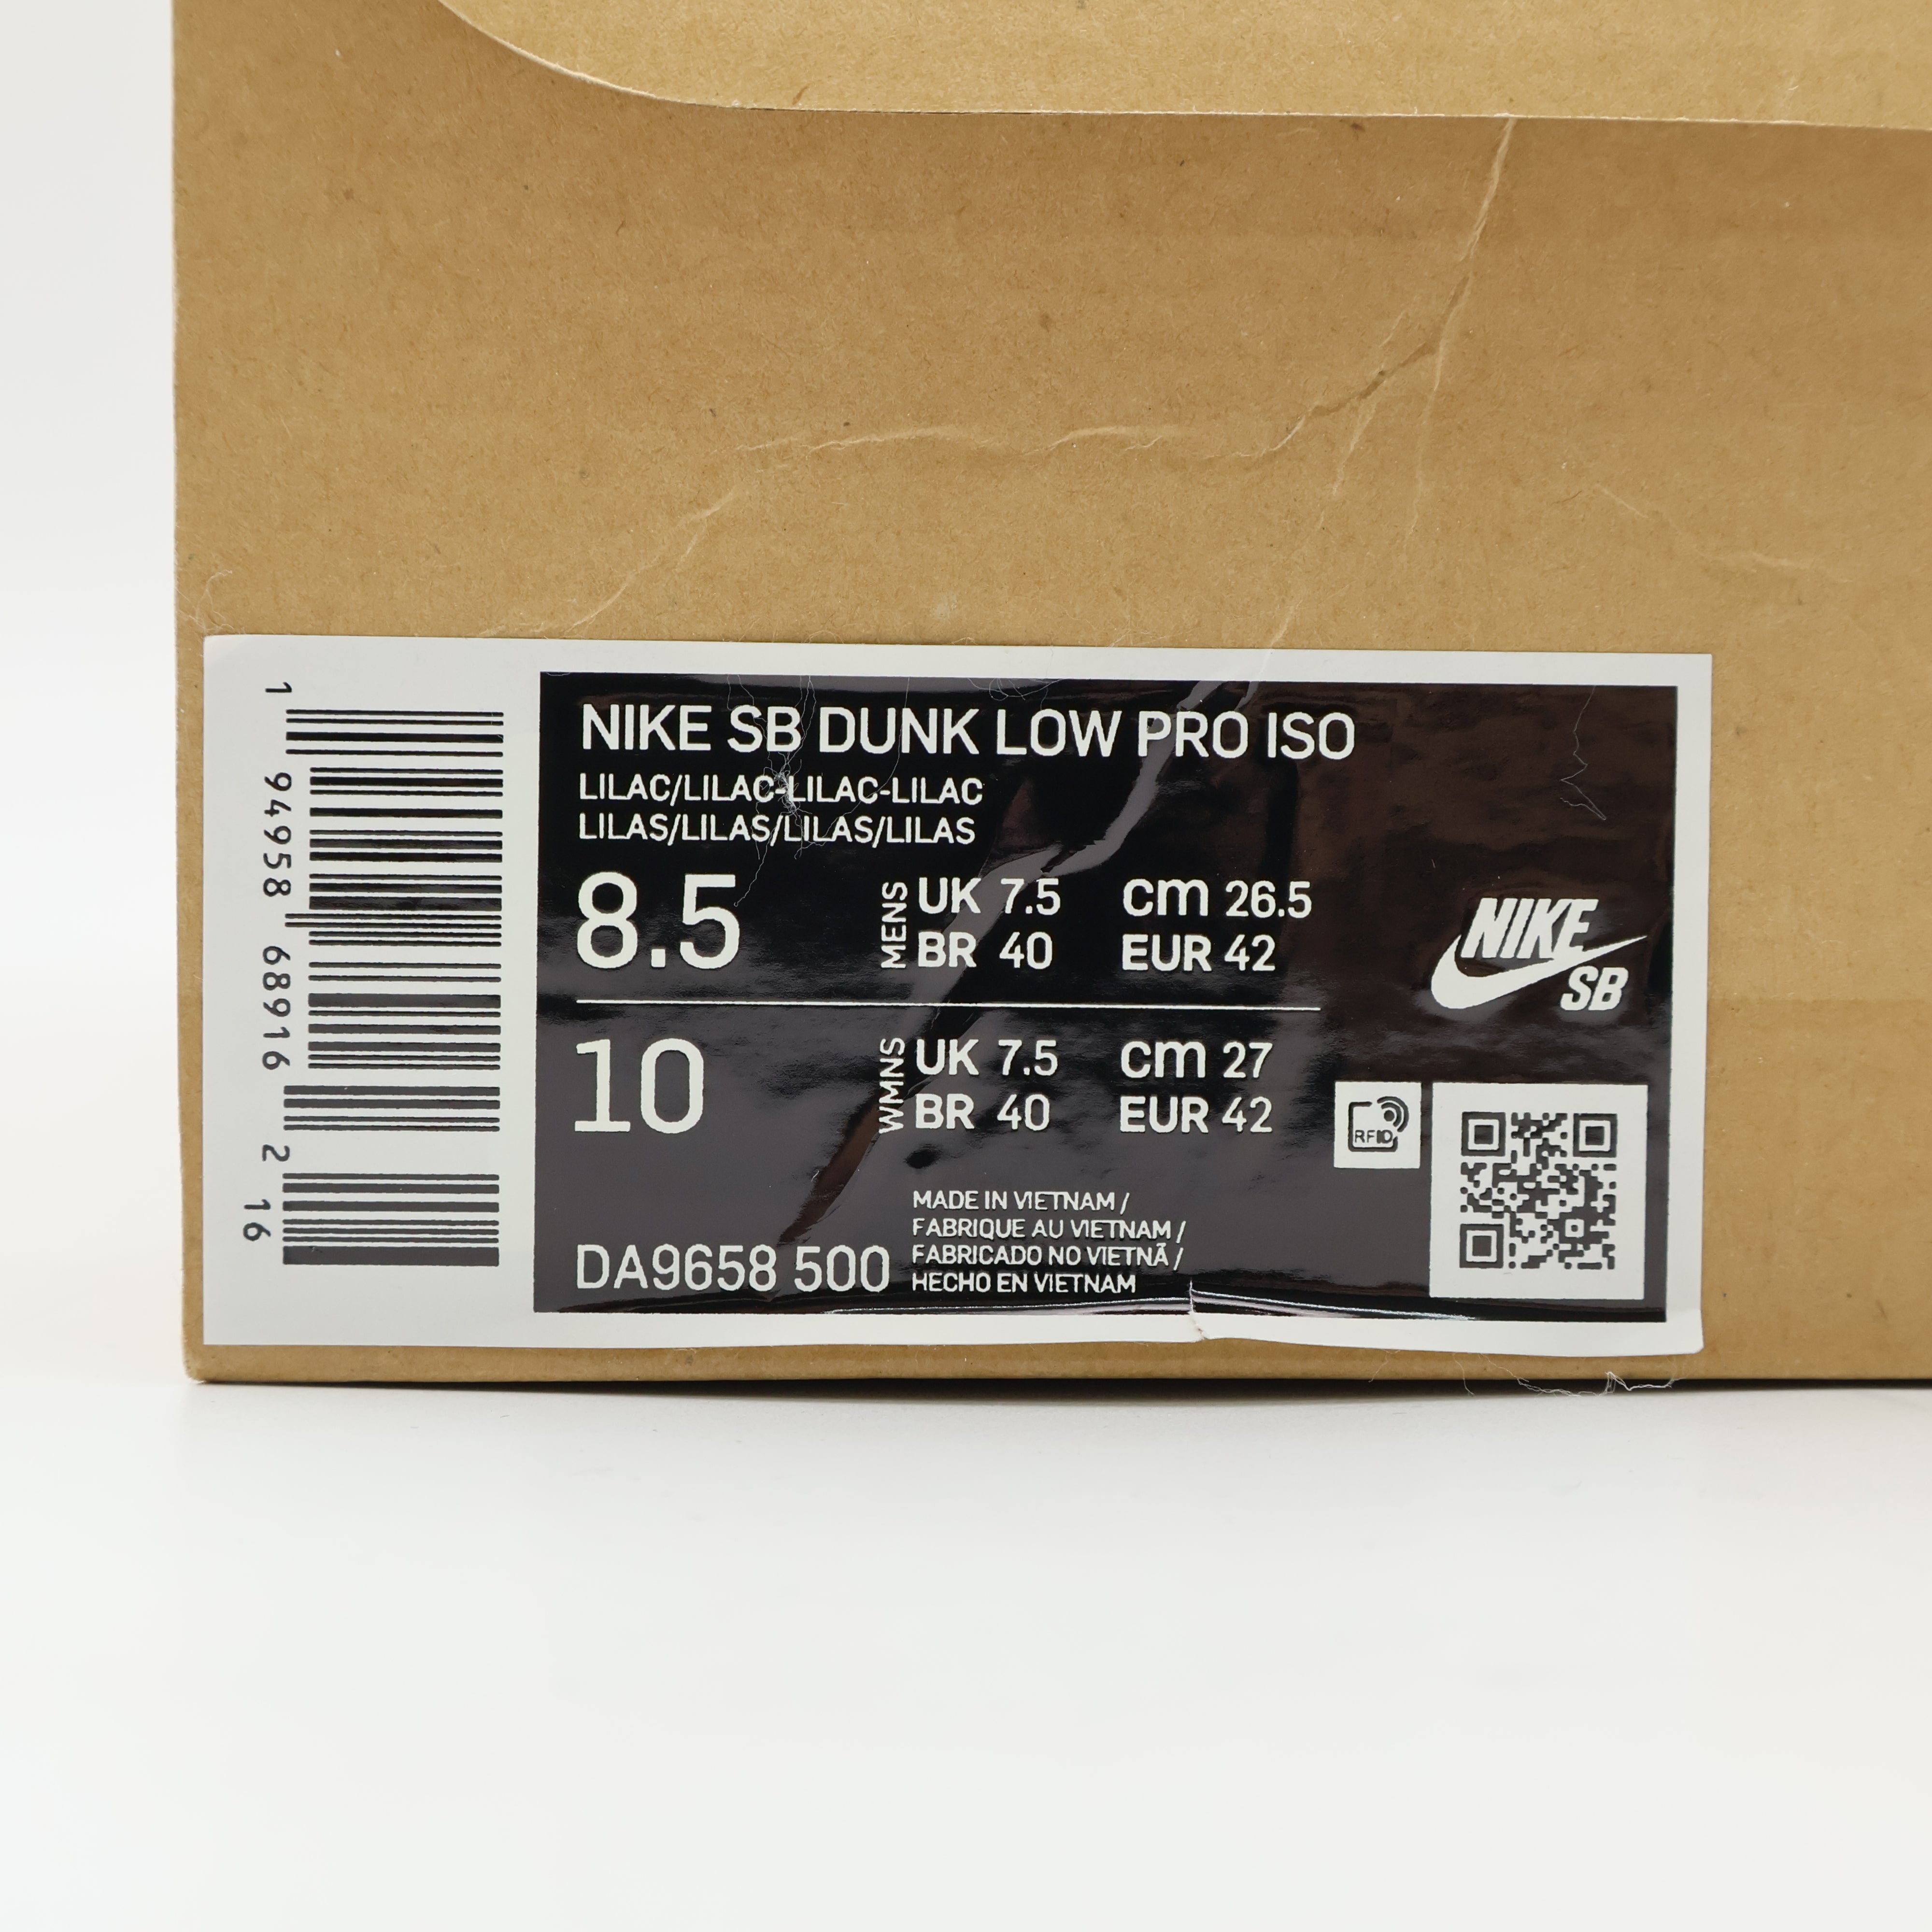 NIKE SB DUNK LOW PRO ISO
LILAC/LILAC-LILAC-LILAC
LILAS/LILAS/LILAS/LILAS
8.5
MENS
UK 7.5 cm 26.5
BR 40 EUR 42
10
WMNS
UK 7.5 cm 27
BR 40 EUR 42
DA9658 500
MADE IN VIETNAM /
FABRIQUE AU VIETNAM /
FABRICADO NO VIETNÃ /
HECHO EN VIETNAM
NIKE
SB
RFID
1 94958 68916 2
16